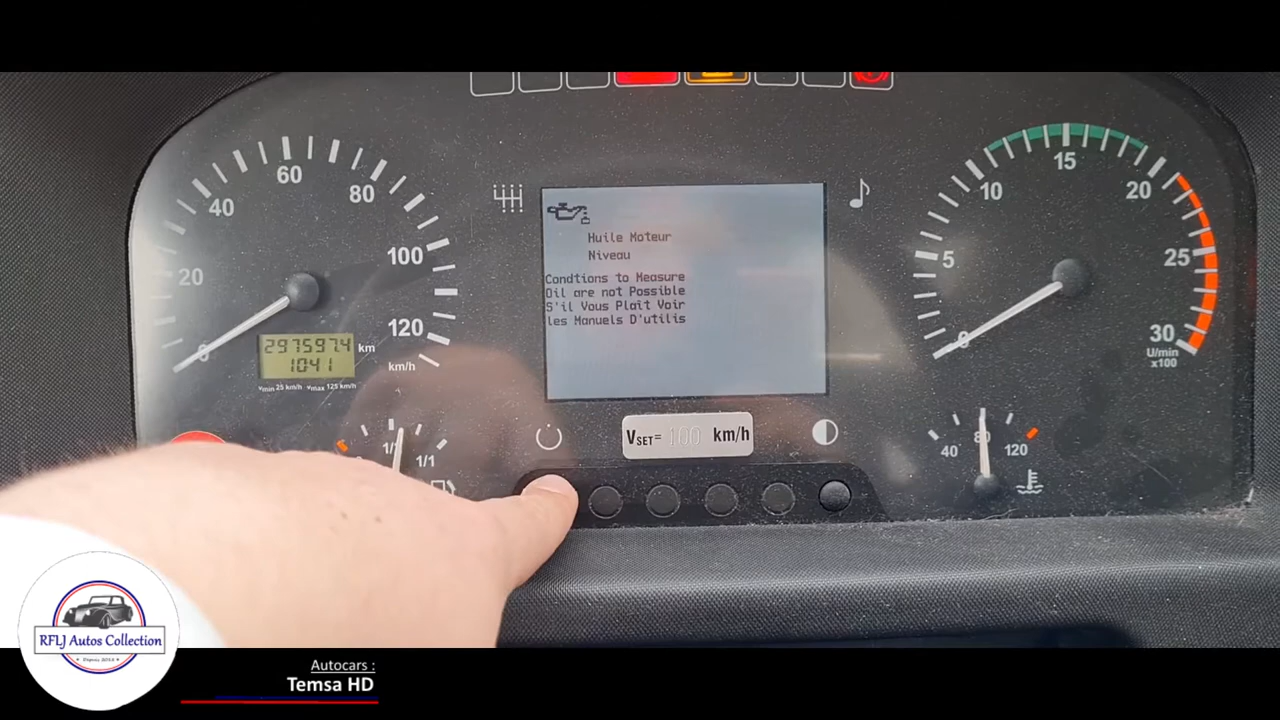 60
80
40
100
20
120
0
km/h
297597.4 km
1041
Vmin 25 km/h Vmax 125 km/h
Huile Moteur
Niveau
Condtions to Measure
Oil are not Possible
S'il Vous Plaît Voir
les Manuels D'utilis
15
10
20
5
25
0
30
U/min
x100
1/1
VSET= 100 km/h
40
80
120
RFLJ Autos Collection
Autocars :
Temsa HD